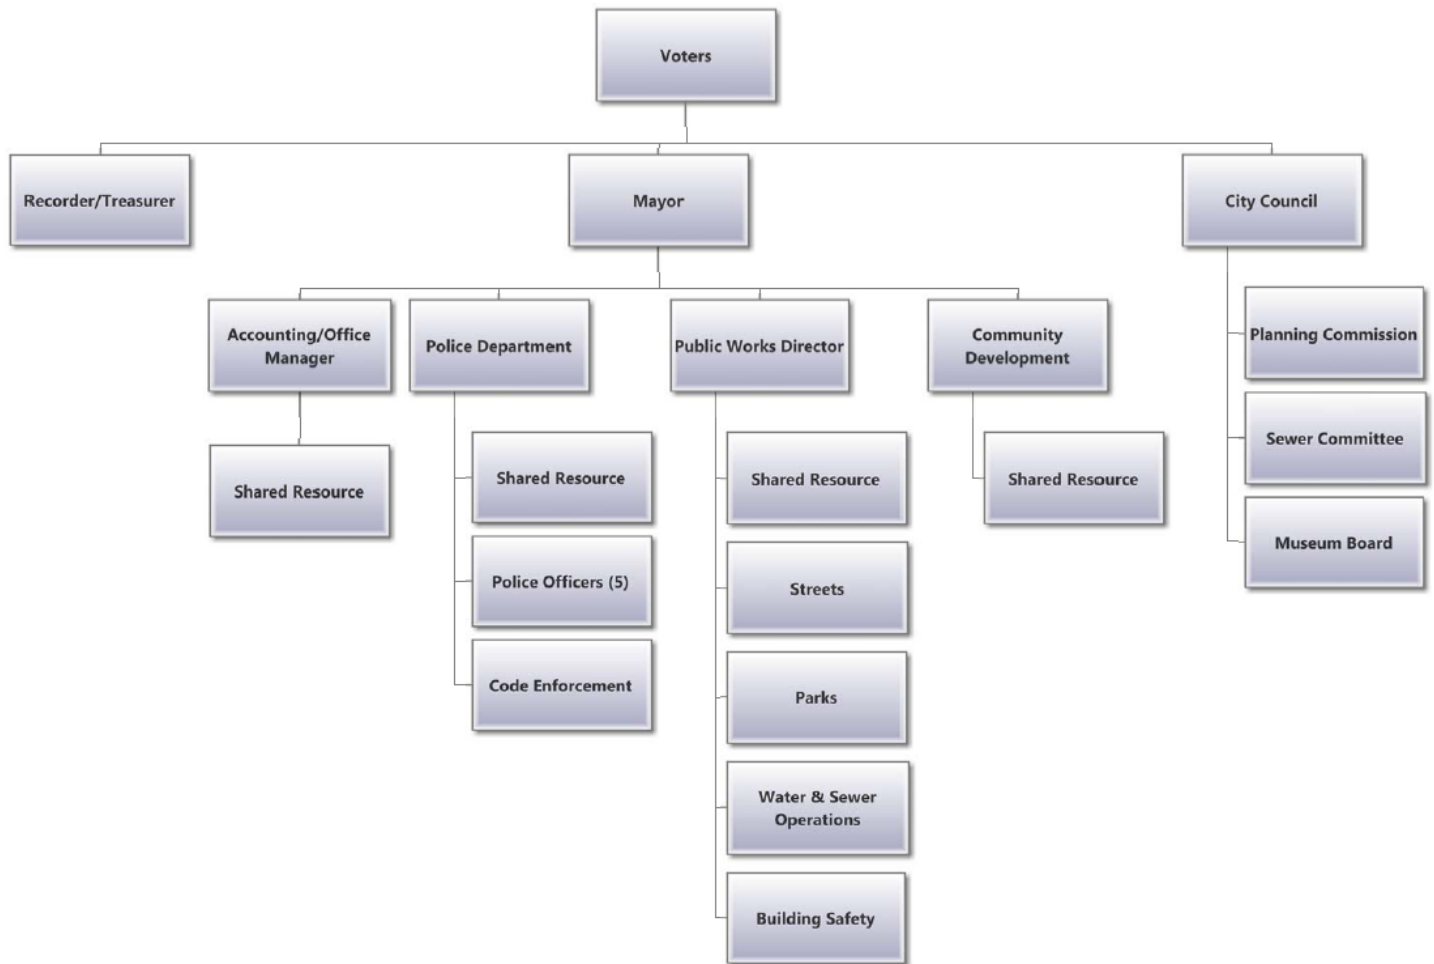 Voters
Recorder/Treasurer
Mayor
City Council
Accounting/Office
Manager
Police Department
Public Works Director
Community
Development
Planning Commission
Shared Resource
Shared Resource
Shared Resource
Shared Resource
Sewer Committee
Police Officers (5)
Streets
Museum Board
Code Enforcement
Parks
Water & Sewer
Operations
Building Safety